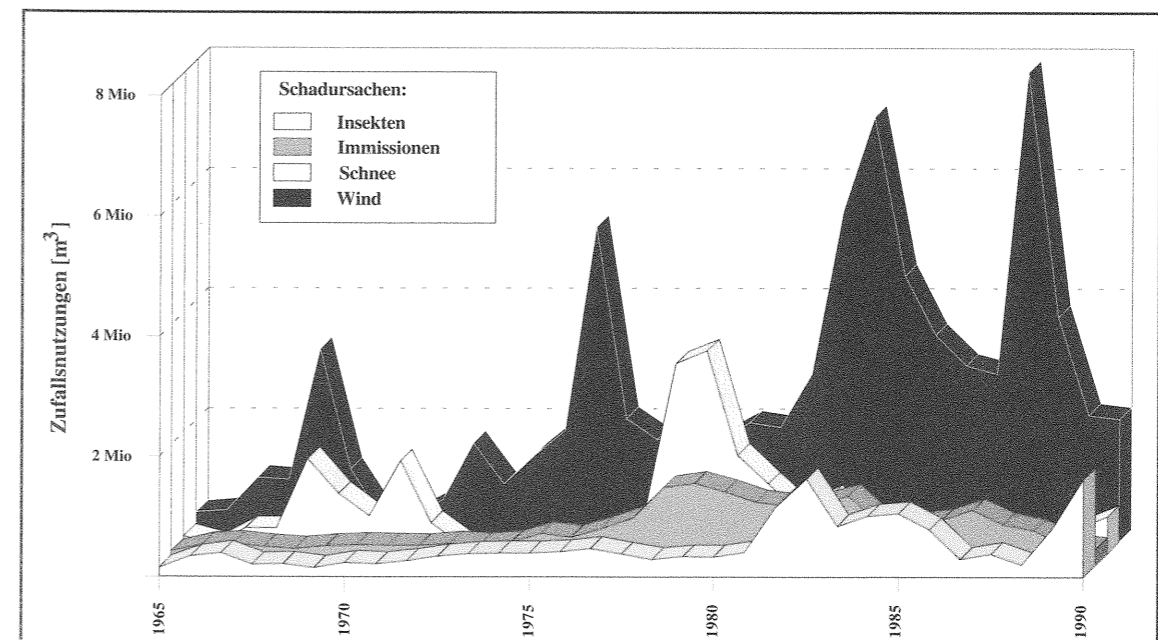 Zufallsnutzungen [m³]
8 Mio
6 Mio
4 Mio
2 Mio
Schadursachen:
Insekten
Immissionen
Schnee
Wind
1965
1970
1975
1980
1985
1990